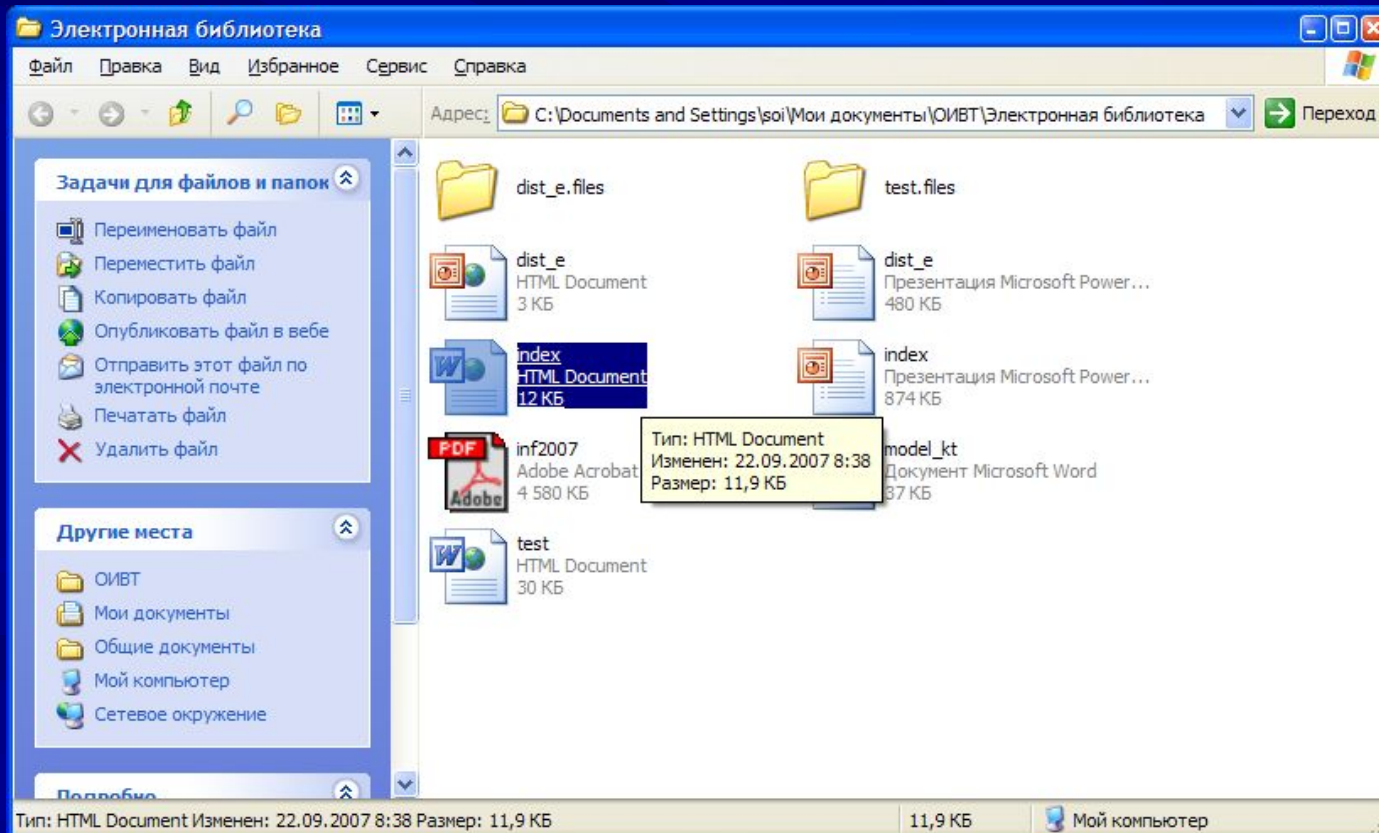 Электронная библиотека
Файл Правка Вид Избранное Сервис Справка
Адрес: C:\Documents and Settings\soi\Мои документы\ОИВТ\Электронная библиотека Переход
Задачи для файлов и папок
Переименовать файл
Переместить файл
Копировать файл
Опубликовать файл в вебе
Отправить этот файл по
электронной почте
Печатать файл
Удалить файл
Другие места
ОИВТ
Мои документы
Общие документы
Мой компьютер
Сетевое окружение
Подробно
dist_e.files
test.files
dist_e
HTML Document
3 КБ
dist_e
Презентация Microsoft Power...
480 КБ
index
HTML Document
12 КБ
index
Презентация Microsoft Power...
874 КБ
PDF
Adobe
inf2007
Adobe Acrobat
4 580 КБ
model_kt
Документ Microsoft Word
37 КБ
Тип: HTML Document
Изменен: 22.09.2007 8:38
Размер: 11,9 КБ
test
HTML Document
30 КБ
Тип: HTML Document Изменен: 22.09.2007 8:38 Размер: 11,9 КБ 11,9 КБ Мой компьютер